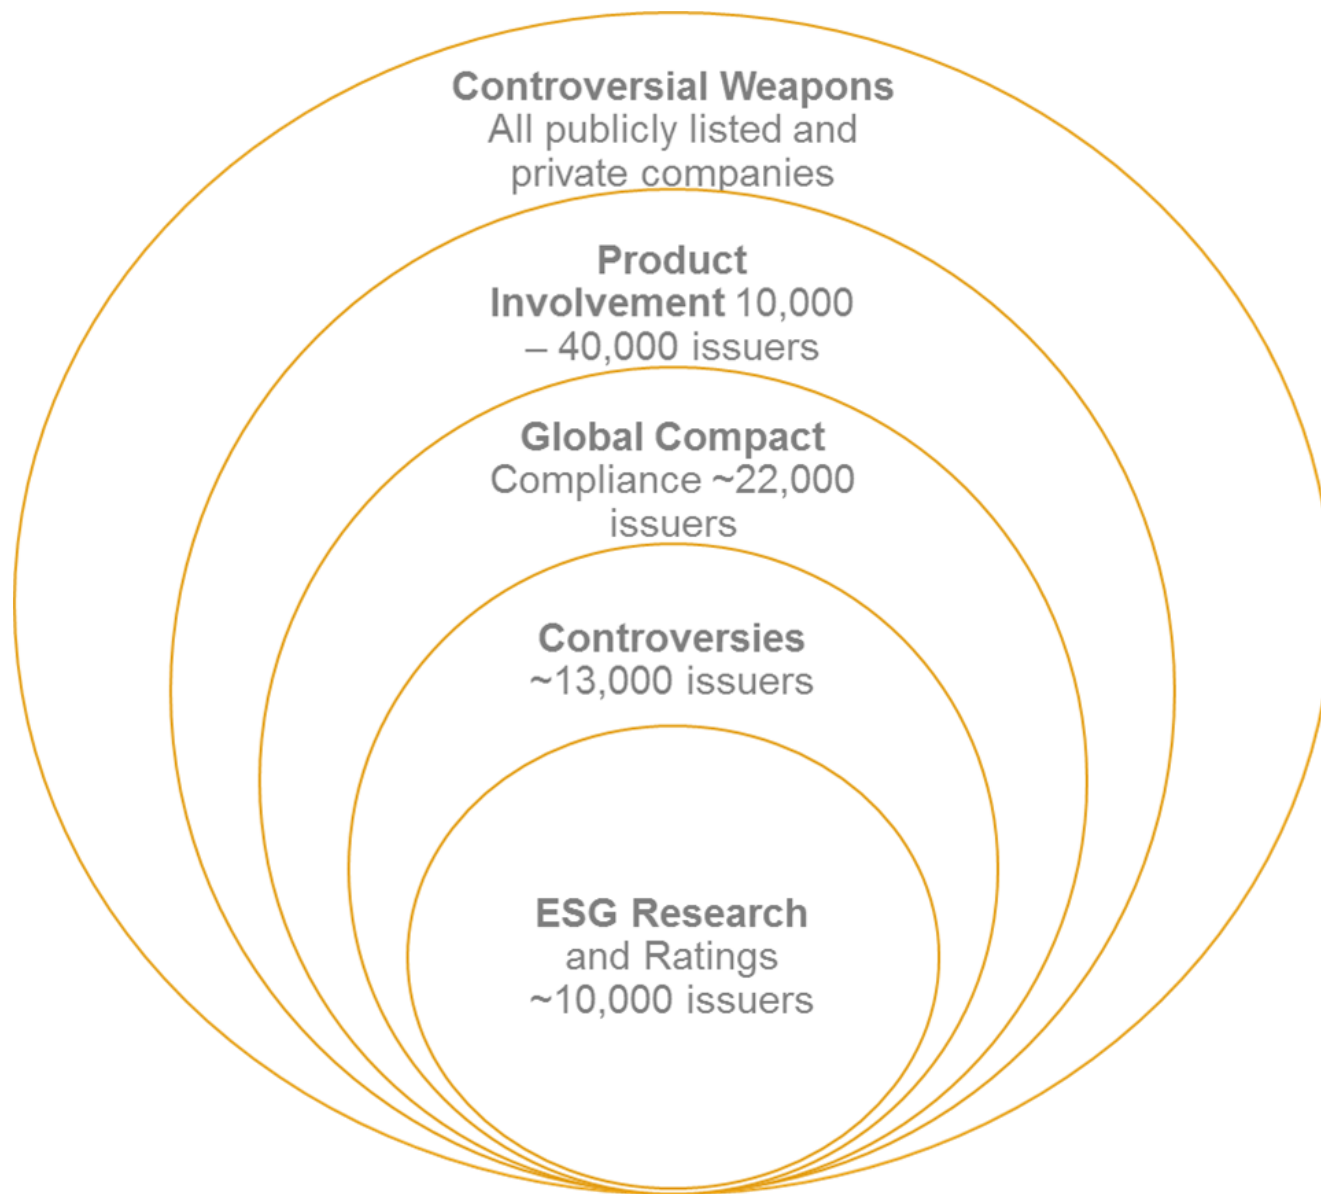 Controversial Weapons
All publicly listed and
private companies
Product
Involvement 10,000
– 40,000 issuers
Global Compact
Compliance ~22,000
issuers
Controversies
~13,000 issuers
ESG Research
and Ratings
~10,000 issuers